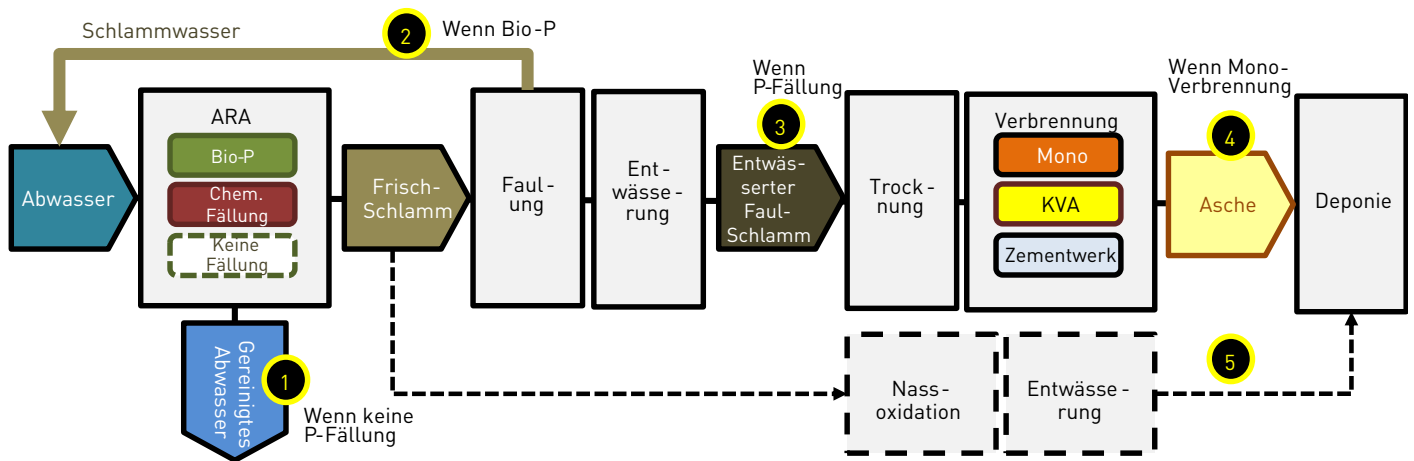 Schlammwasser
2
Wenn Bio-P
Wenn
P-Fällung
3
Wenn Mono-
Verbrennung
4
ARA
Bio-P
Chem.
Fällung
Keine
Fällung
Abwasser
Frisch-
Schlamm
Faul-
ung
Ent-
wässe-
rung
Entwäs-
serter
Faul-
Schlamm
Trock-
nung
Verbrennung
Mono
KVA
Zementwerk
Asche
Deponie
Gereinigtes
Abwasser
1
Wenn keine
P-Fällung
Nass-
oxidation
Entwässe-
rung
5